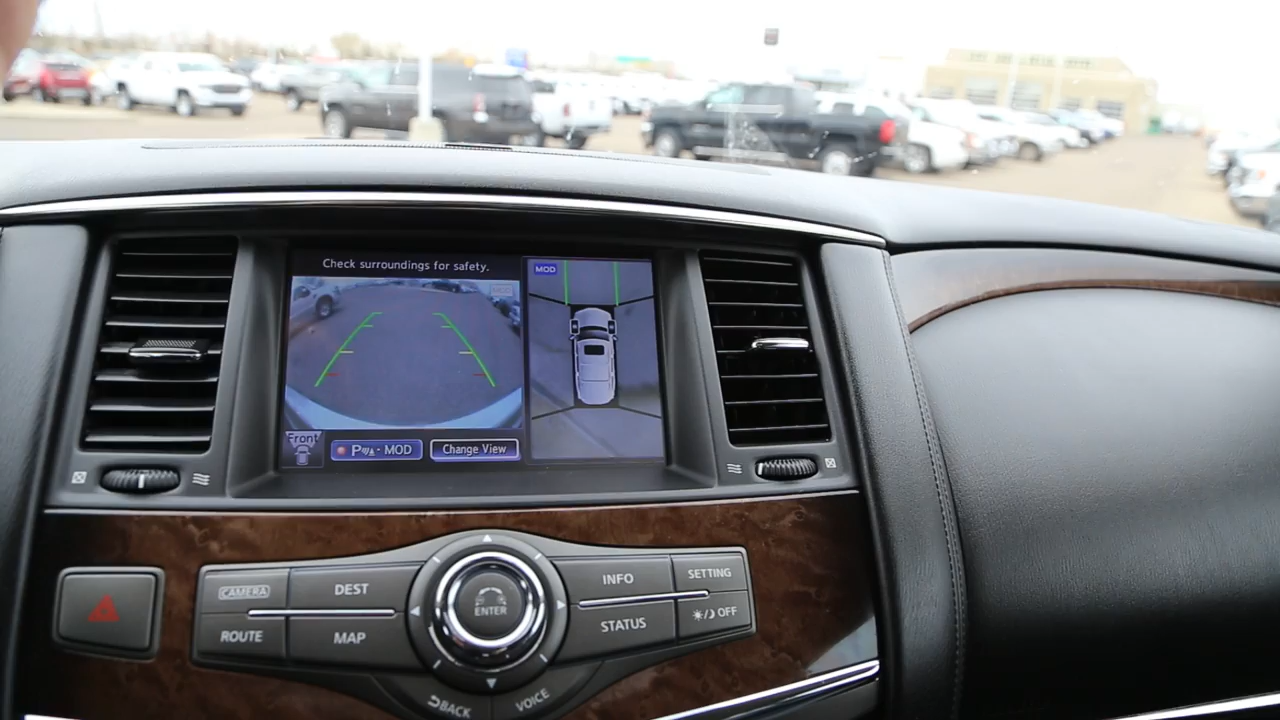 Check surroundings for safety.
MOD
MOD
Front
P - MOD
Change View
CAMERA
DEST
INFO
SETTING
ROUTE
MAP
ENTER
STATUS
OFF
BACK
VOICE